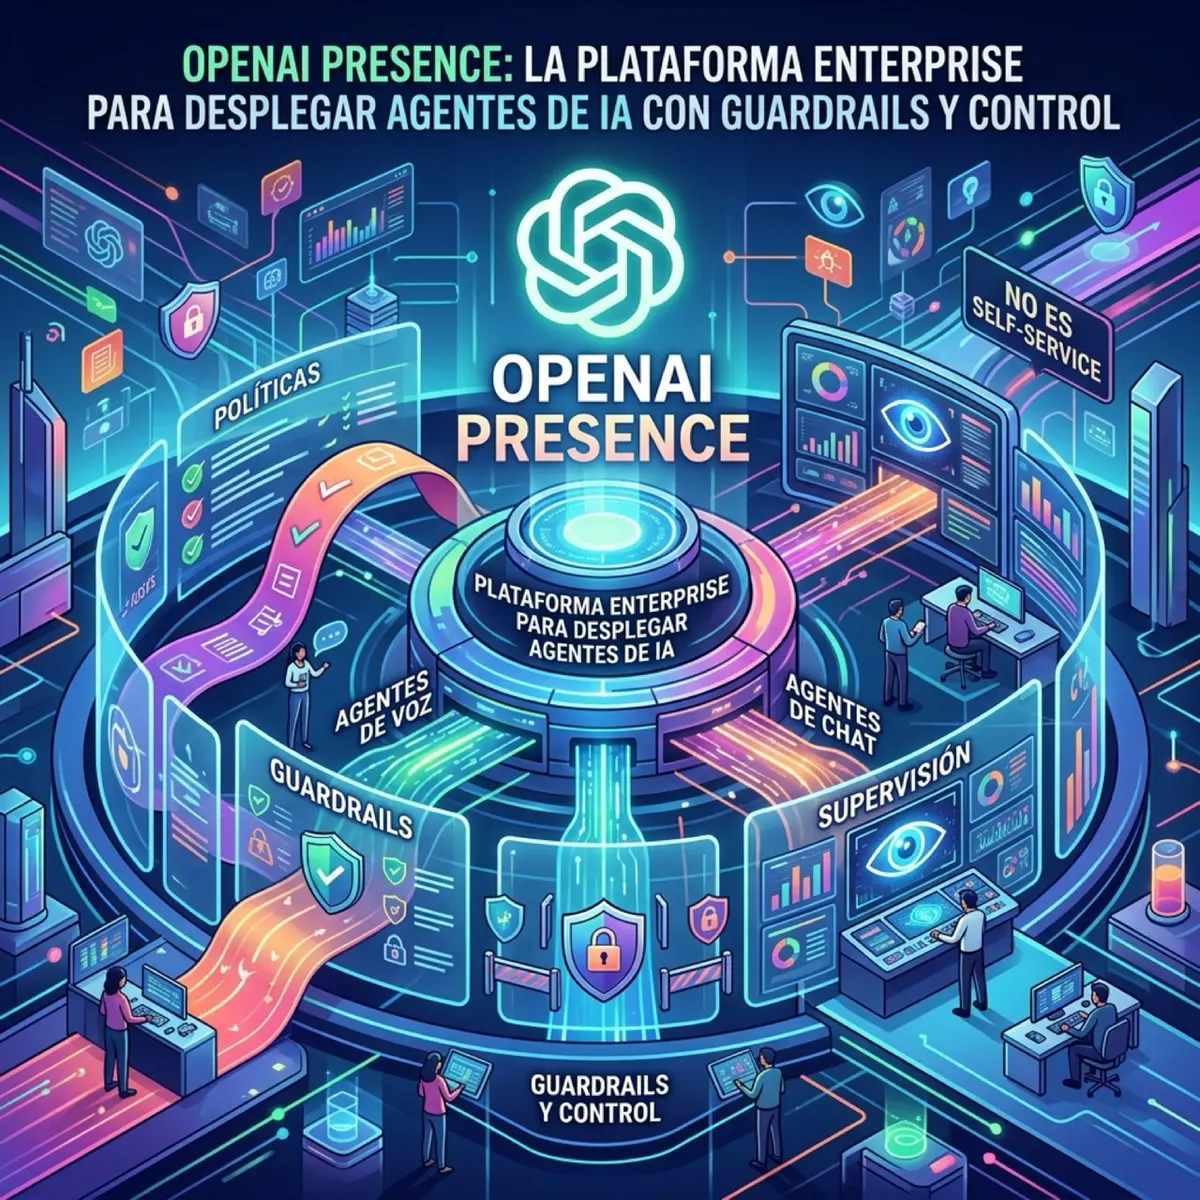 OPENAI PRESENCE: LA PLATAFORMA ENTERPRISE
PARA DESPLEGAR AGENTES DE IA CON GUARDRAILS Y CONTROL
NO ES
SELF-SERVICE
POLÍTICAS
OPENAI
PRESENCE
PLATAFORMA ENTERPRISE
PARA DESPLEGAR
AGENTES DE IA
AGENTES
DE VOZ
AGENTES
DE CHAT
GUARDRAILS
SUPERVISIÓN
GUARDRAILS
Y CONTROL